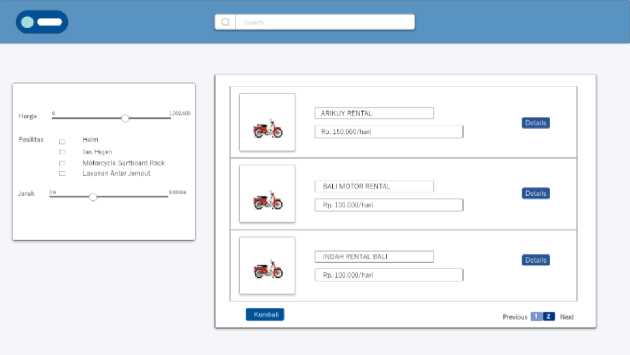 Search
Harga
0
1,000,000
Fasilitas
Helm
Jas Hujan
Motorcycle Surfboard Rack
Layanan Antar Jemput
Jarak
ARIKUY RENTAL
Rp. 150.000/hari
Details
BALI MOTOR RENTAL
Rp. 100.000/hari
Details
INDAH RENTAL BALI
Rp. 100.000/hari
Details
Kembali
Previous 1 2 Next